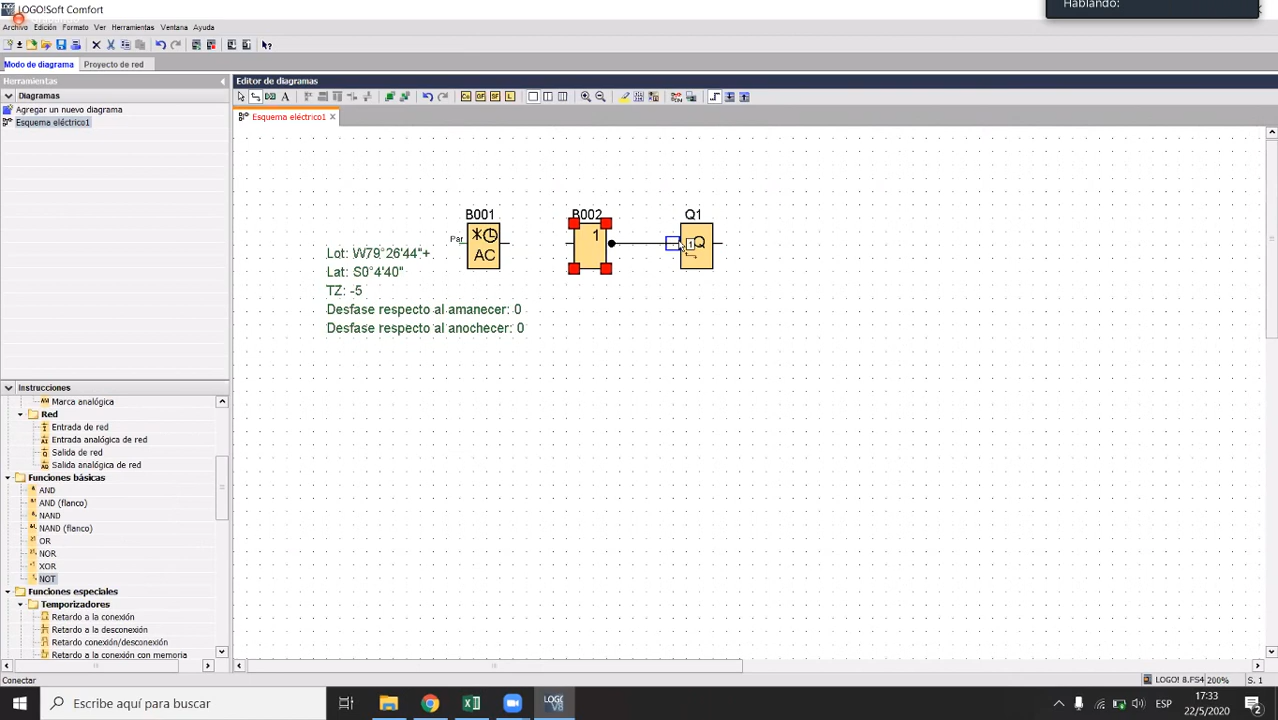 LOGO!Soft Comfort
Hablando:
Archivo Edición Formato Ver Herramientas Ventana Ayuda
Modo de diagrama Proyecto de red
Herramientas
Editor de diagramas
Diagramas
Agregar un nuevo diagrama
Esquema eléctrico1
Esquema eléctrico1
B001
B002
Q1
Par
AC
1
Q
1
Lot: W79°26'44"+
Lat: S0°4'40"
TZ: -5
Desfase respecto al amanecer: 0
Desfase respecto al anochecer: 0
Instrucciones
Marca analógica
Red
Entrada de red
Entrada analógica de red
Salida de red
Salida analógica de red
Funciones básicas
AND
AND (flanco)
NAND
NAND (flanco)
OR
NOR
XOR
NOT
Funciones especiales
Temporizadores
Retardo a la conexión
Retardo a la desconexión
Retardo conexión/desconexión
Retardo a la conexión con memoria
Conectar
LOGO! 8.FS4 200%
S. 1
Escribe aquí para buscar
ESP
17:33
22/5/2020
2